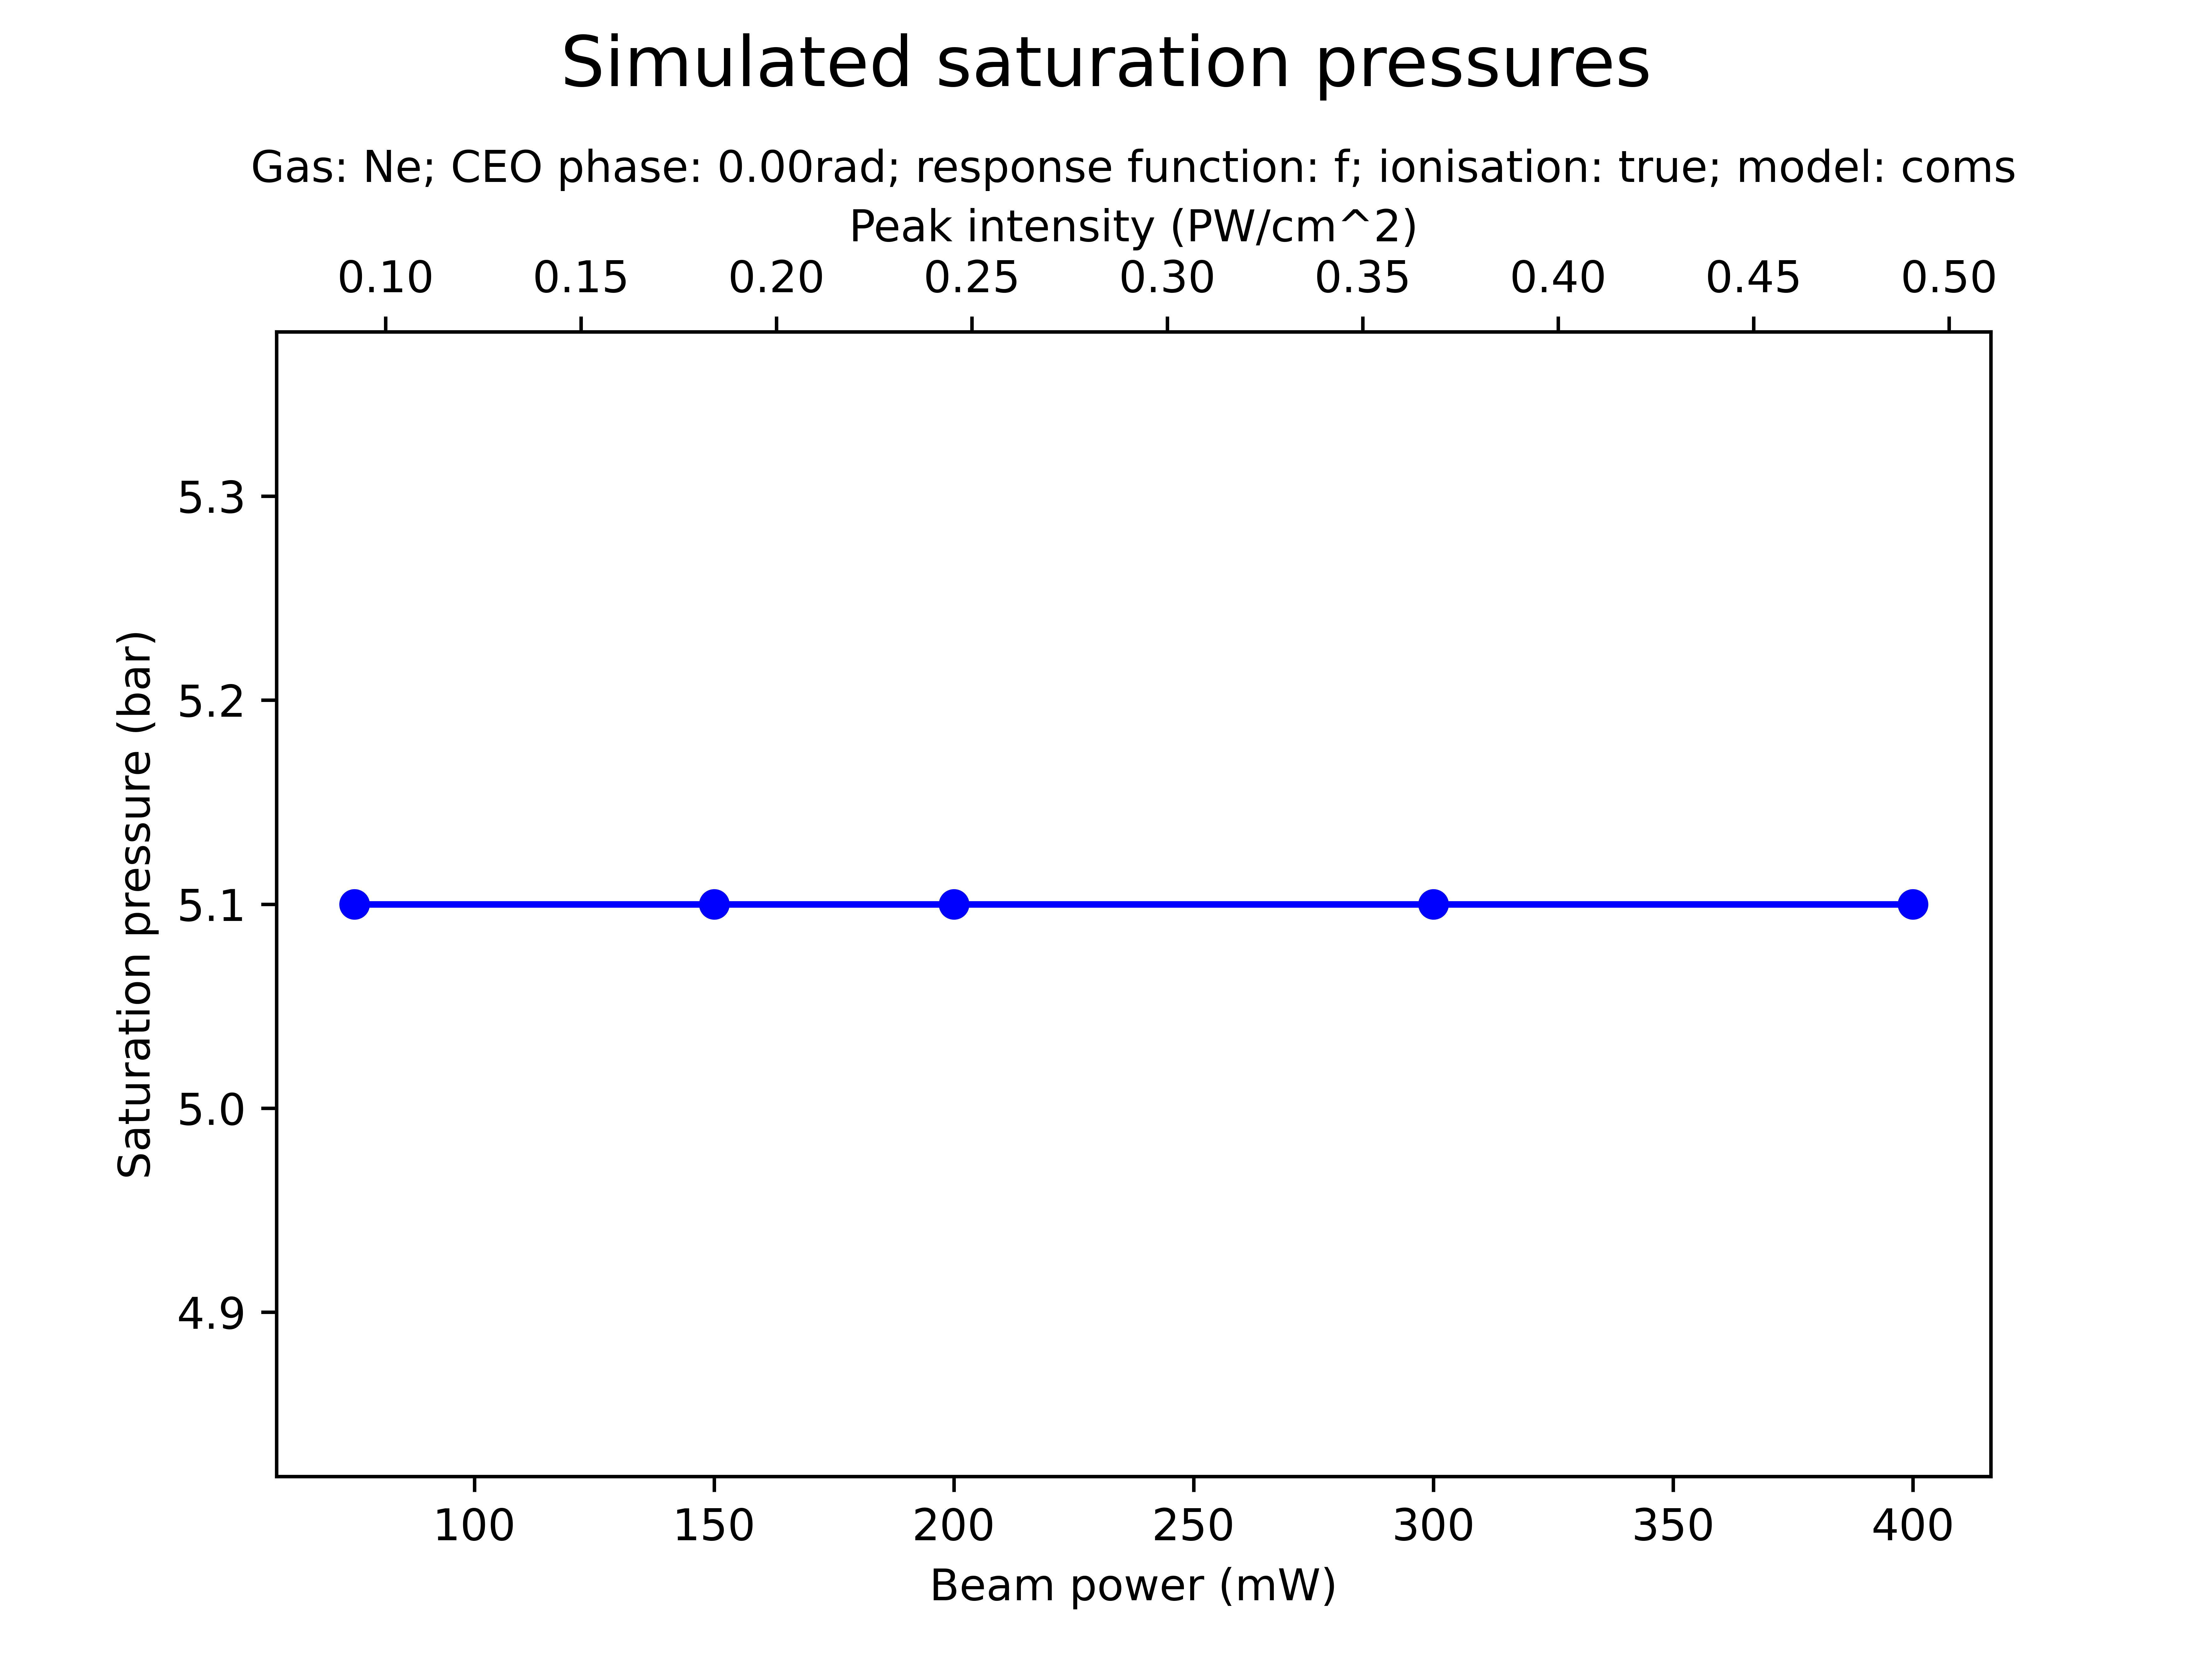 Simulated saturation pressures
Gas: Ne; CEO phase: 0.00rad; response function: f; ionisation: true; model: coms
Peak intensity (PW/cm^2)
0.10 0.15 0.20 0.25 0.30 0.35 0.40 0.45 0.50
Saturation pressure (bar)
5.3
5.2
5.1
5.0
4.9
100 150 200 250 300 350 400
Beam power (mW)